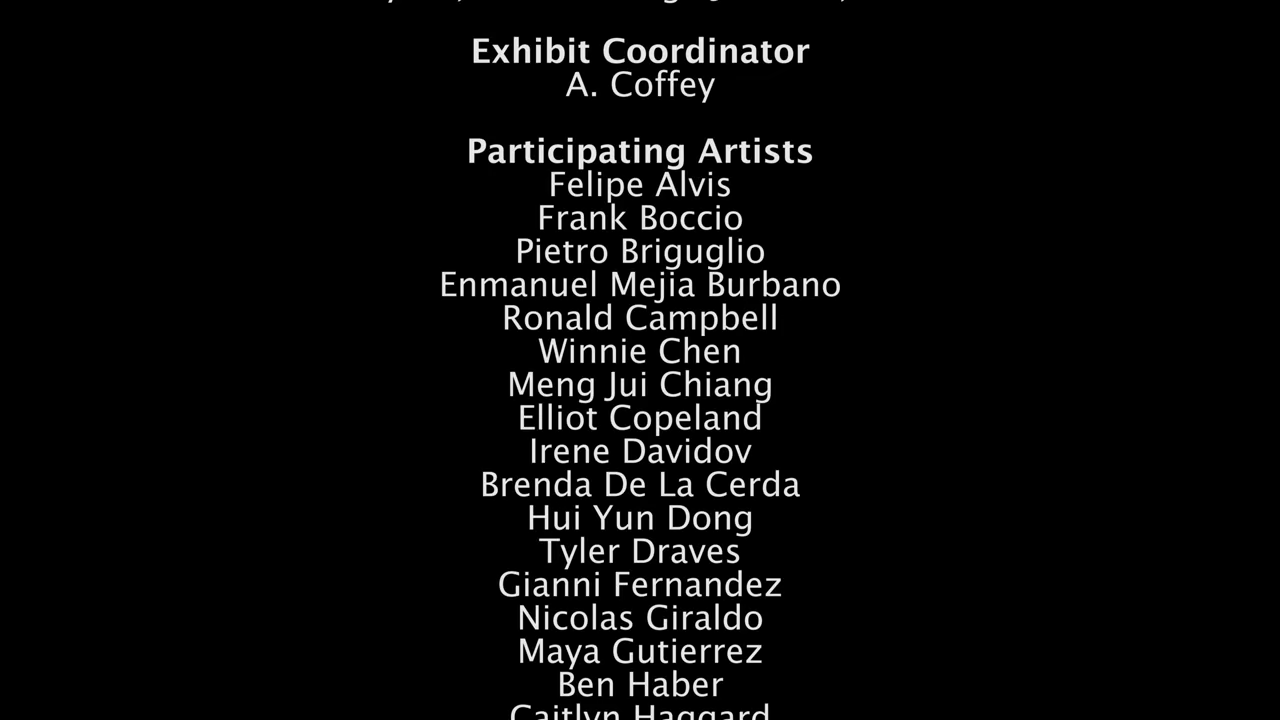 Exhibit Coordinator
A. Coffey
Participating Artists
Felipe Alvis
Frank Boccio
Pietro Briguglio
Enmanuel Mejia Burbano
Ronald Campbell
Winnie Chen
Meng Jui Chiang
Elliot Copeland
Irene Davidov
Brenda De La Cerda
Hui Yun Dong
Tyler Draves
Gianni Fernandez
Nicolas Giraldo
Maya Gutierrez
Ben Haber
Caitlyn Haggard